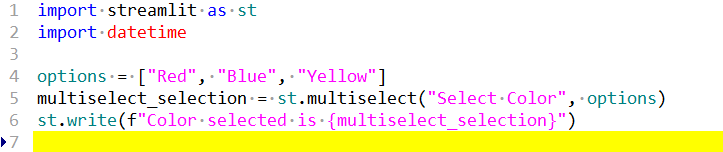 1 import streamlit as st
2 import datetime
3
4 options = ["Red", "Blue", "Yellow"]
5 multiselect_selection = st.multiselect("Select Color", options)
6 st.write(f"Color selected is {multiselect_selection}")
7